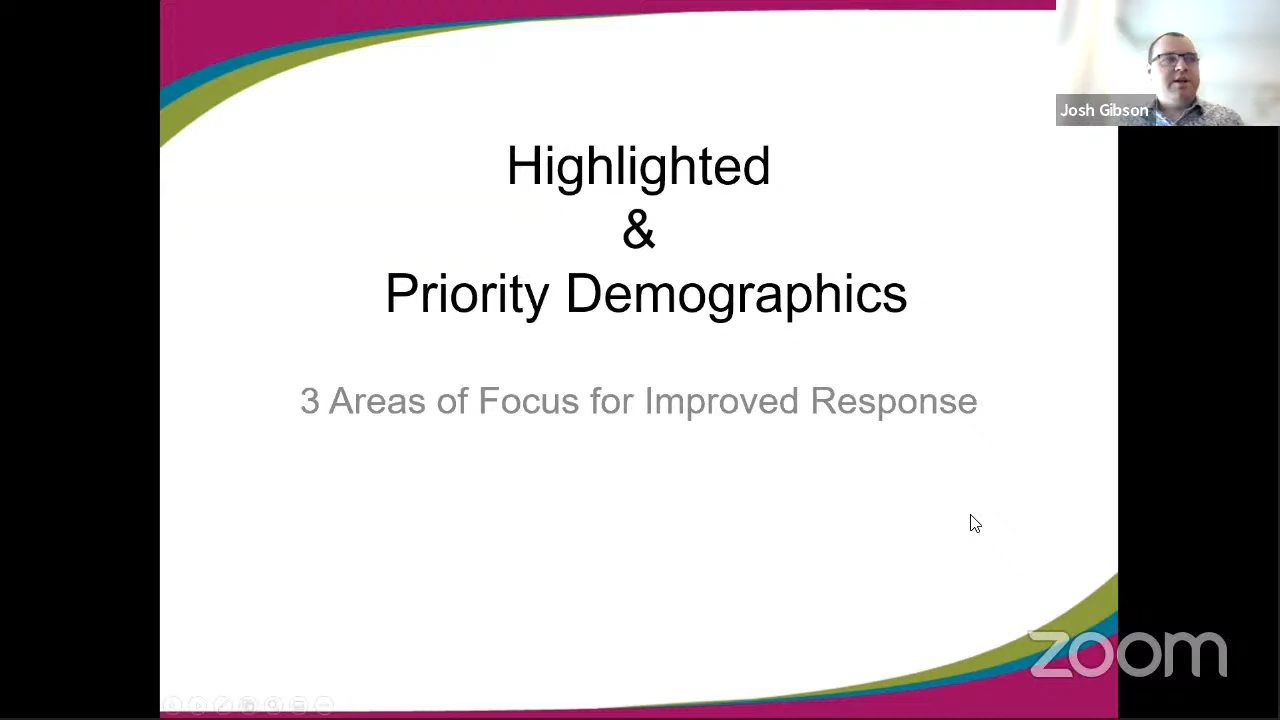 Josh Gibson
Highlighted
&
Priority Demographics
3 Areas of Focus for Improved Response
zoom